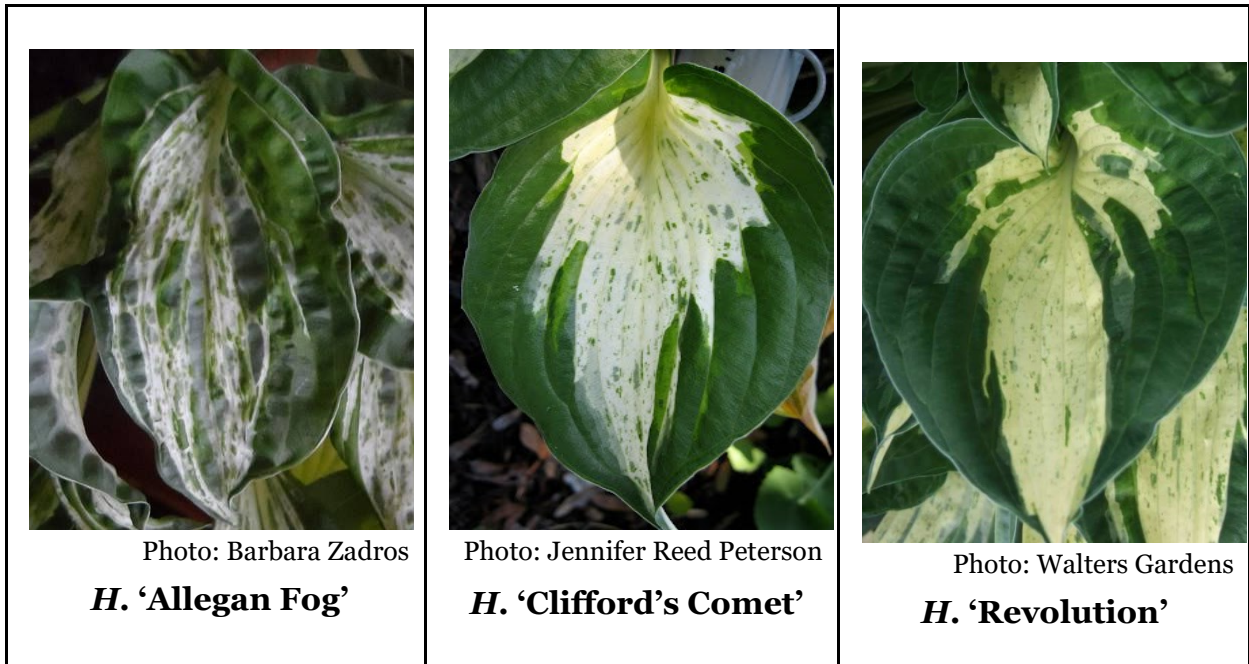 Photo: Barbara Zadros
H. ‘Allegan Fog’
Photo: Jennifer Reed Peterson
H. ‘Clifford’s Comet’
Photo: Walters Gardens
H. ‘Revolution’